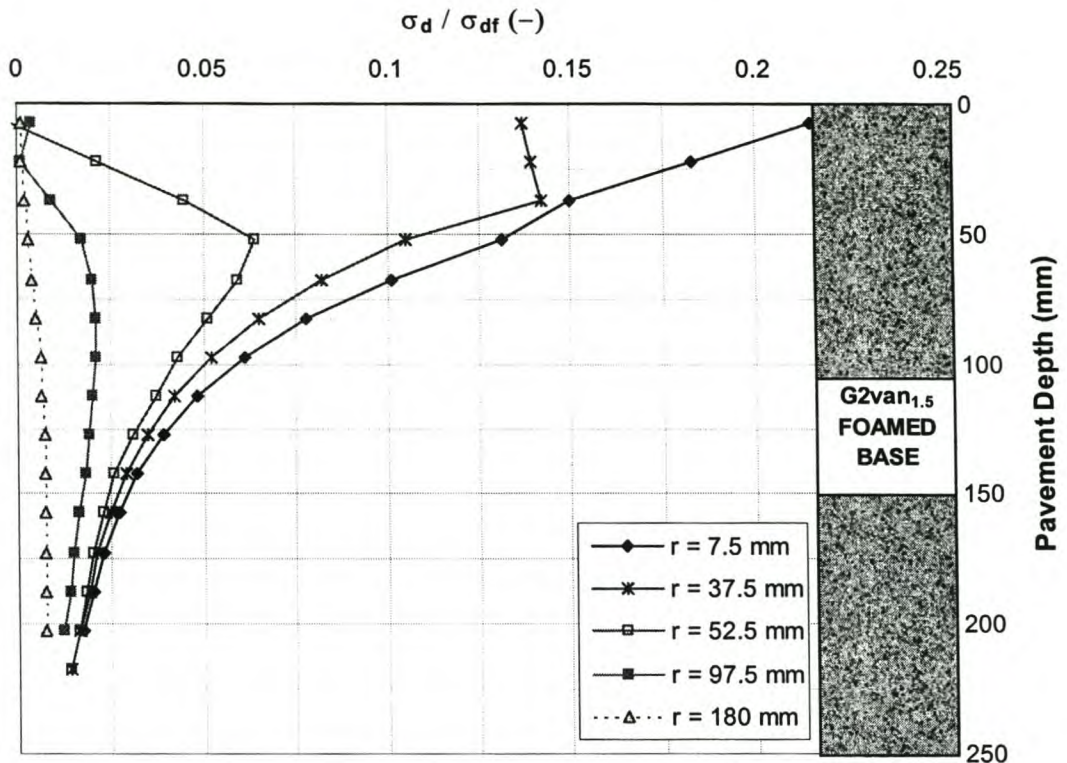 σd / σdf (–)
0 0.05 0.1 0.15 0.2 0.25
0
50
100
150
200
250
Pavement Depth (mm)
G2van1.5
FOAMED
BASE
r = 7.5 mm
r = 37.5 mm
r = 52.5 mm
r = 97.5 mm
r = 180 mm